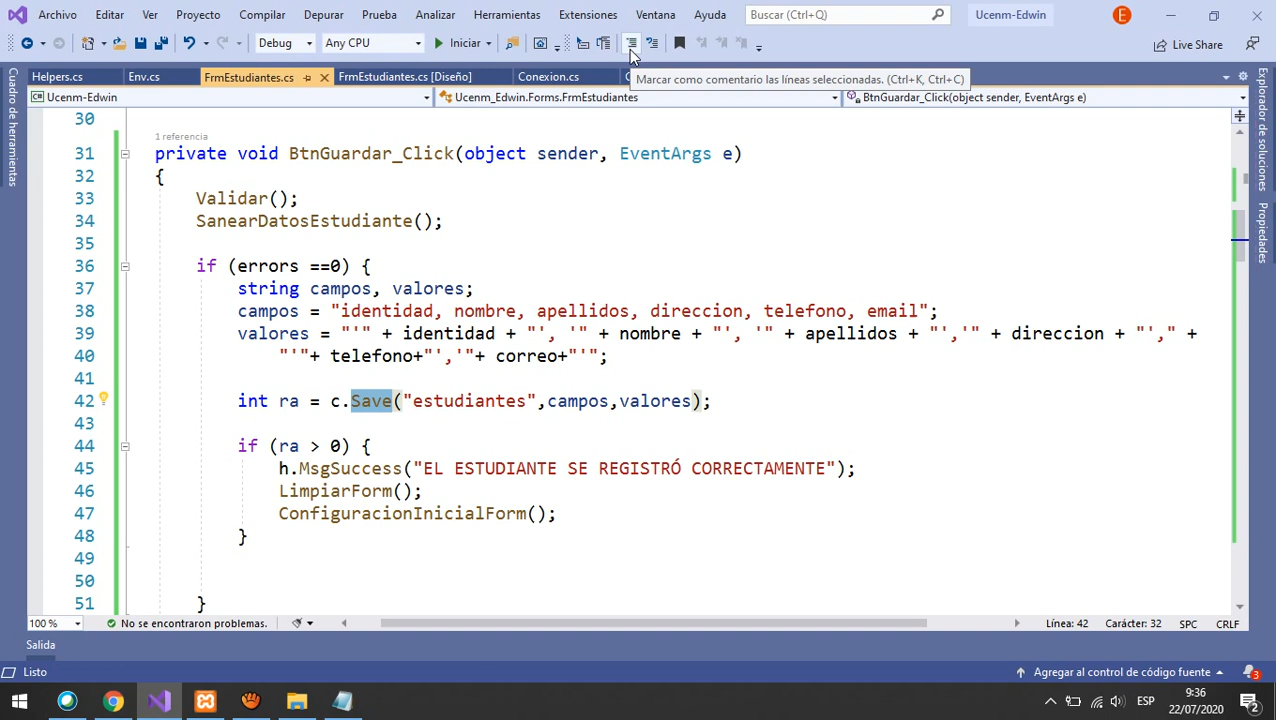 Archivo Editar Ver Proyecto Compilar Depurar Prueba Analizar Herramientas Extensiones Ventana Ayuda Buscar (Ctrl+Q) Ucenm-Edwin E
Debug Any CPU Iniciar Live Share
Helpers.cs Env.cs FrmEstudiantes.cs FrmEstudiantes.cs [Diseño] Conexion.cs
Marcar como comentario las líneas seleccionadas. (Ctrl+K, Ctrl+C)
Ucenm-Edwin Ucenm_Edwin.Forms.FrmEstudiantes BtnGuardar_Click(object sender, EventArgs e)
Cuadro de herramientas
Explorador de soluciones
Propiedades
30
1 referencia
31 private void BtnGuardar_Click(object sender, EventArgs e)
32 {
33 Validar();
34 SanearDatosEstudiante();
35
36 if (errors ==0) {
37 string campos, valores;
38 campos = "identidad, nombre, apellidos, direccion, telefono, email";
39 valores = "'" + identidad + "', '" + nombre + "', '" + apellidos + "','" + direccion + "'," +
40 "'"+ telefono+"','"+ correo+"'";
41
42 int ra = c.Save("estudiantes",campos,valores);
43
44 if (ra > 0) {
45 h.MsgSuccess("EL ESTUDIANTE SE REGISTRÓ CORRECTAMENTE");
46 LimpiarForm();
47 ConfiguracionInicialForm();
48 }
49
50
51 }
100 % No se encontraron problemas. Línea: 42 Carácter: 32 SPC CRLF
Salida
Listo Agregar al control de código fuente 3
ESP 9:36 22/07/2020 2